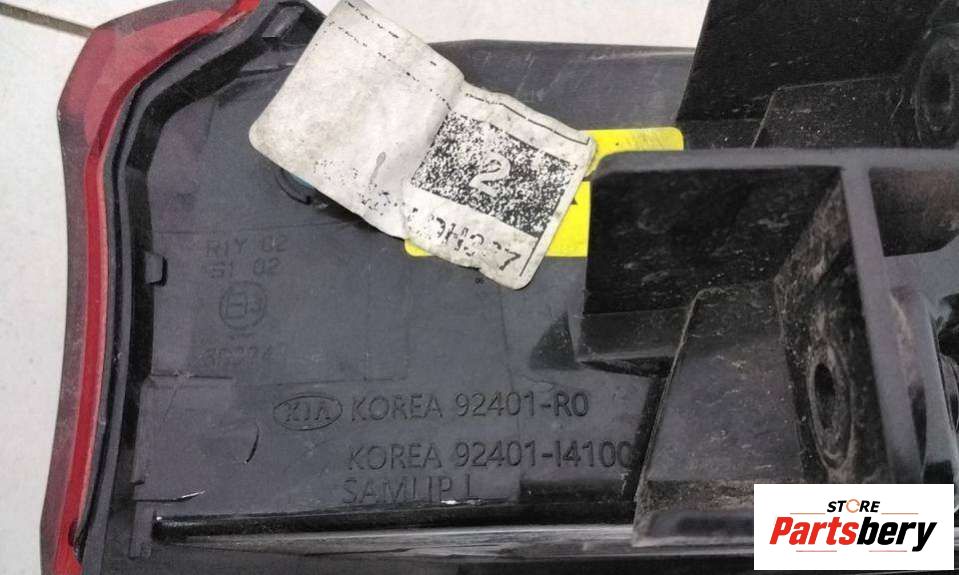 2
R1Y 02
S1 02
KIA KOREA 92401-R0
KOREA 92401-I4100
SAMLIP L
STORE
Partsbery